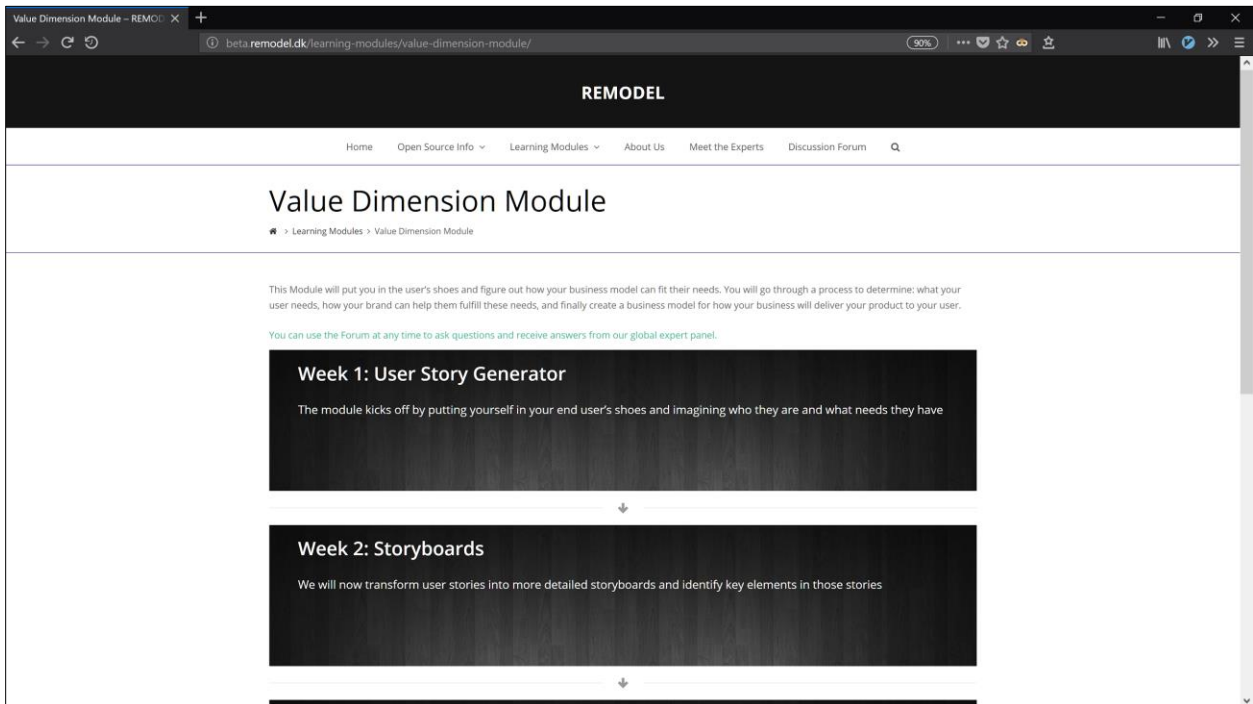 Value Dimension Module – REMOD
beta.remodel.dk/learning-modules/value-dimension-module/
90%
REMODEL
Home Open Source Info Learning Modules About Us Meet the Experts Discussion Forum
Value Dimension Module
> Learning Modules > Value Dimension Module
This Module will put you in the user's shoes and figure out how your business model can fit their needs. You will go through a process to determine: what your
user needs, how your brand can help them fulfill these needs, and finally create a business model for how your business will deliver your product to your user.
You can use the Forum at any time to ask questions and receive answers from our global expert panel.
Week 1: User Story Generator
The module kicks off by putting yourself in your end user's shoes and imagining who they are and what needs they have
Week 2: Storyboards
We will now transform user stories into more detailed storyboards and identify key elements in those stories